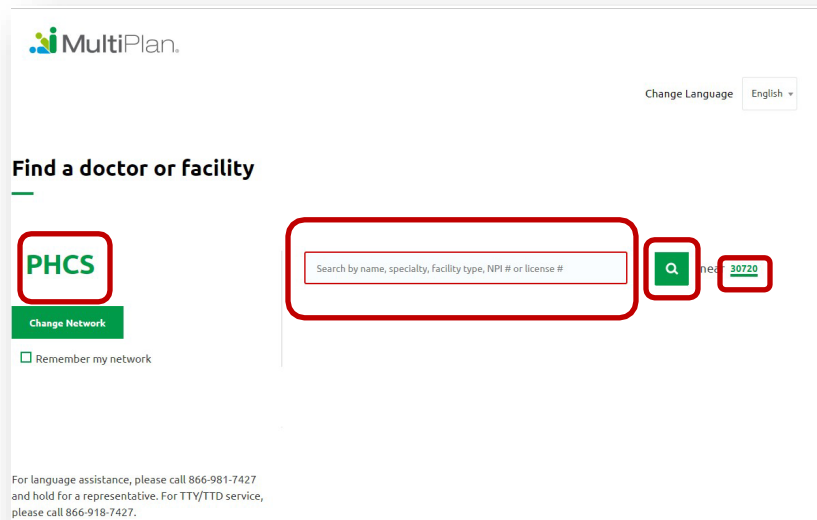 MultiPlan.
Change Language English
Find a doctor or facility
PHCS
Search by name, specialty, facility type, NPI # or license #
near 30720
Change Network
Remember my network
For language assistance, please call 866-981-7427
and hold for a representative. For TTY/TTD service,
please call 866-918-7427.